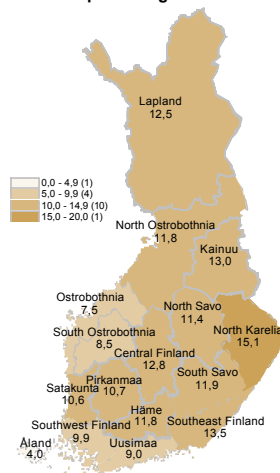 Lapland
12,5
0,0 - 4,9 (1)
5,0 - 9,9 (4)
10,0 - 14,9 (10)
15,0 - 20,0 (1)
North Ostrobothnia
11,8
Kainuu
13,0
Ostrobothnia
7,5
North Savo
11,4
North Karelia
15,1
South Ostrobothnia
8,5
Central Finland
12,8
South Savo
11,9
Pirkanmaa
10,7
Satakunta
10,6
Häme
11,8
Southeast Finland
13,5
Southwest Finland
9,9
Uusimaa
9,0
Åland
4,0